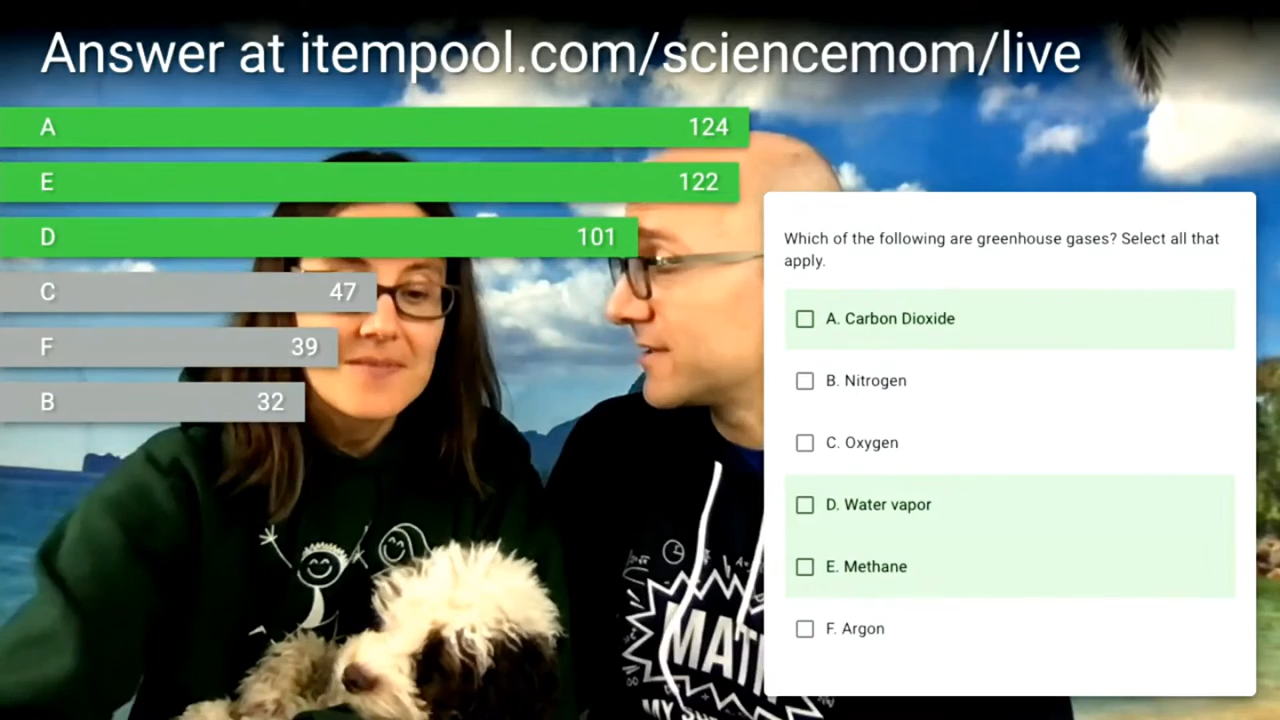 Answer at itempool.com/sciencemom/live
A 124
E 122
D 101
C 47
F 39
B 32
Which of the following are greenhouse gases? Select all that
apply.
A. Carbon Dioxide
B. Nitrogen
C. Oxygen
D. Water vapor
E. Methane
F. Argon
MY